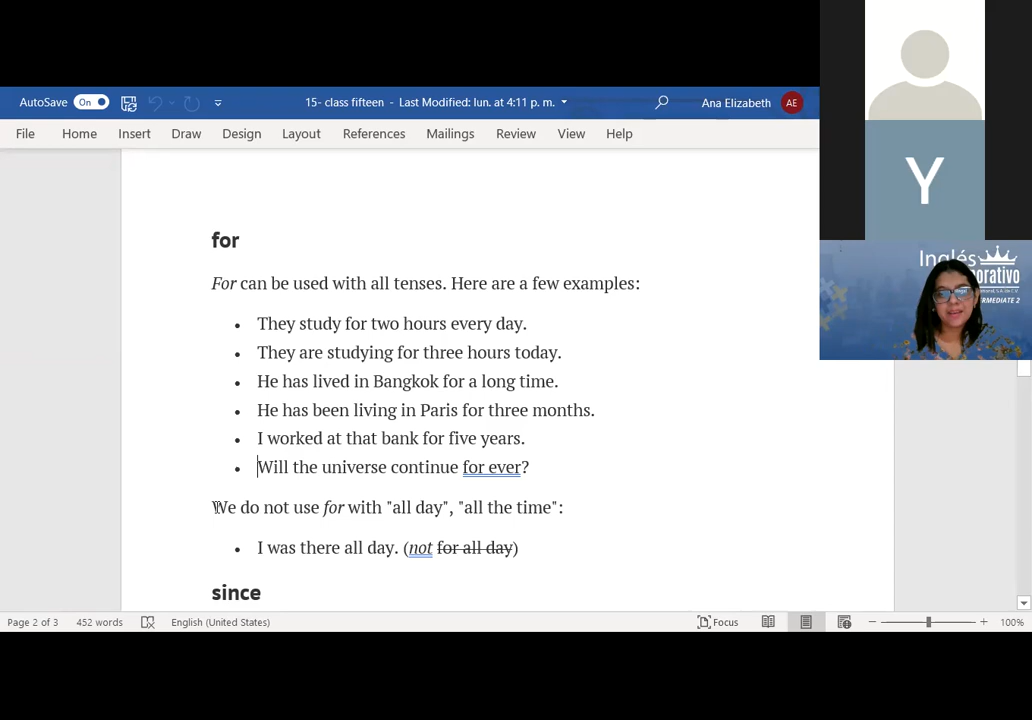 AutoSave On 15- class fifteen - Last Modified: lun. at 4:11 p. m. Ana Elizabeth AE
File Home Insert Draw Design Layout References Mailings Review View Help
for
For can be used with all tenses. Here are a few examples:
• They study for two hours every day.
• They are studying for three hours today.
• He has lived in Bangkok for a long time.
• He has been living in Paris for three months.
• I worked at that bank for five years.
• Will the universe continue for ever?
We do not use for with "all day", "all the time":
• I was there all day. (not for all day)
since
Page 2 of 3 452 words English (United States) Focus 100%
Y
Inglés